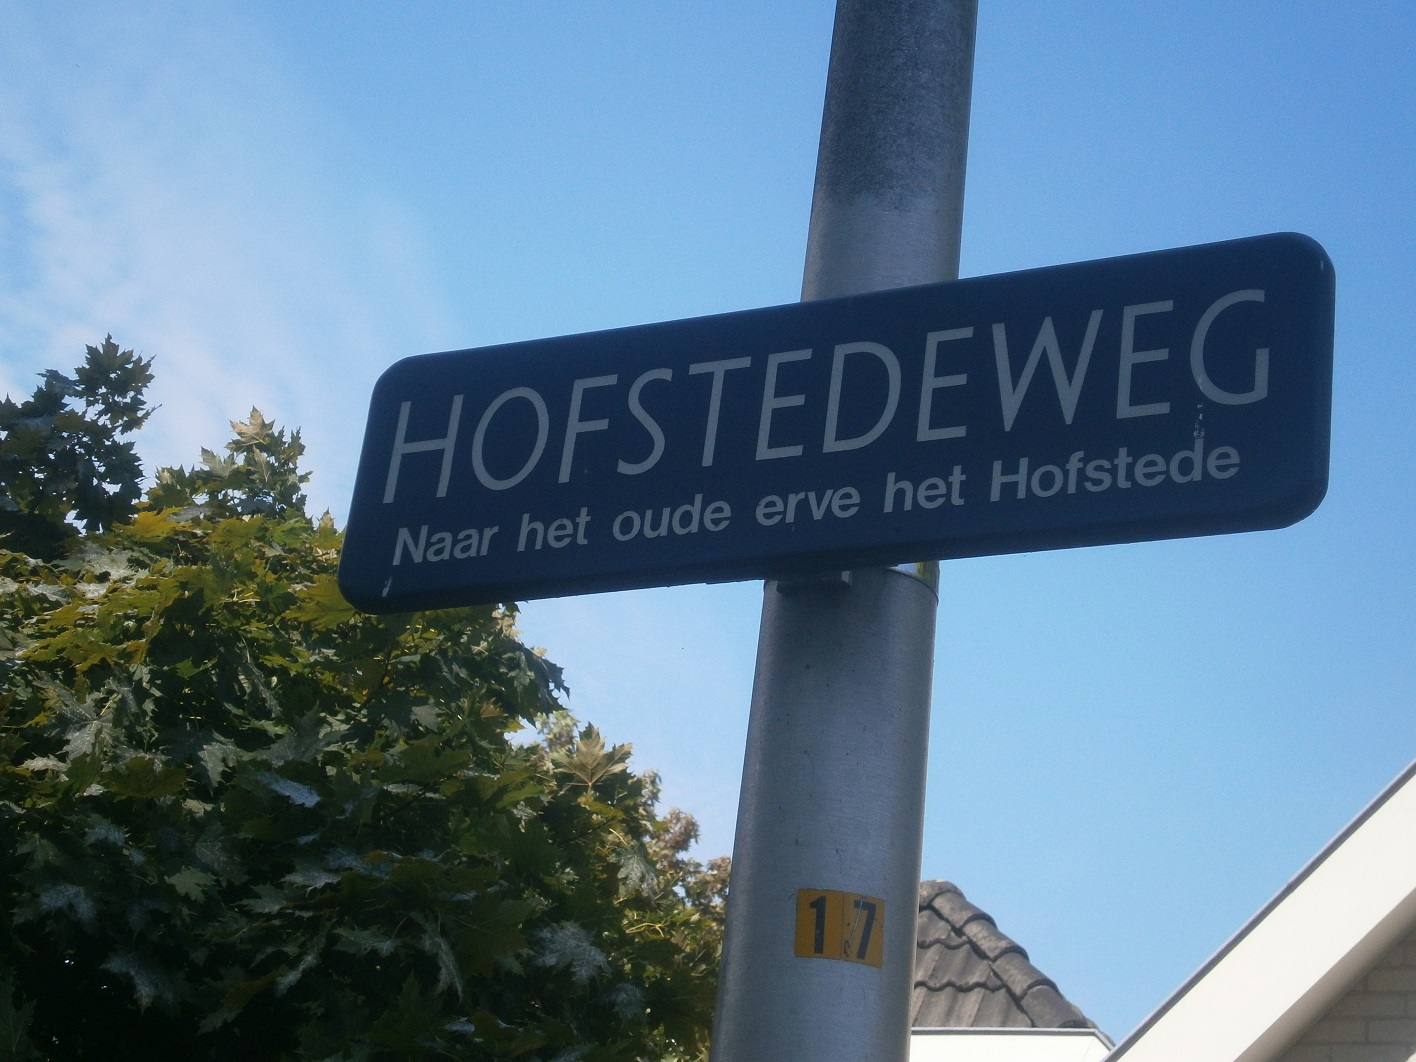 HOFSTEDEWEG
Naar het oude erve het Hofstede
17